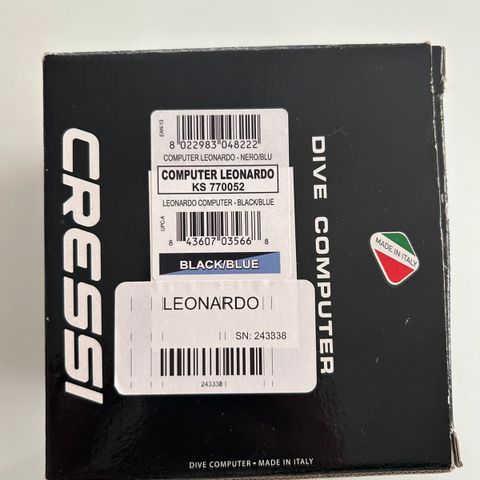 CRESSI
EAN-13
8 022983 048222
COMPUTER LEONARDO - NERO/BLU
COMPUTER LEONARDO
KS 770052
LEONARDO COMPUTER - BLACK/BLUE
UPC-A
8 43607 03566 8
BLACK/BLUE
LEONARDO
SN: 243338
243338
DIVE COMPUTER
MADE IN ITALY
DIVE COMPUTER • MADE IN ITALY